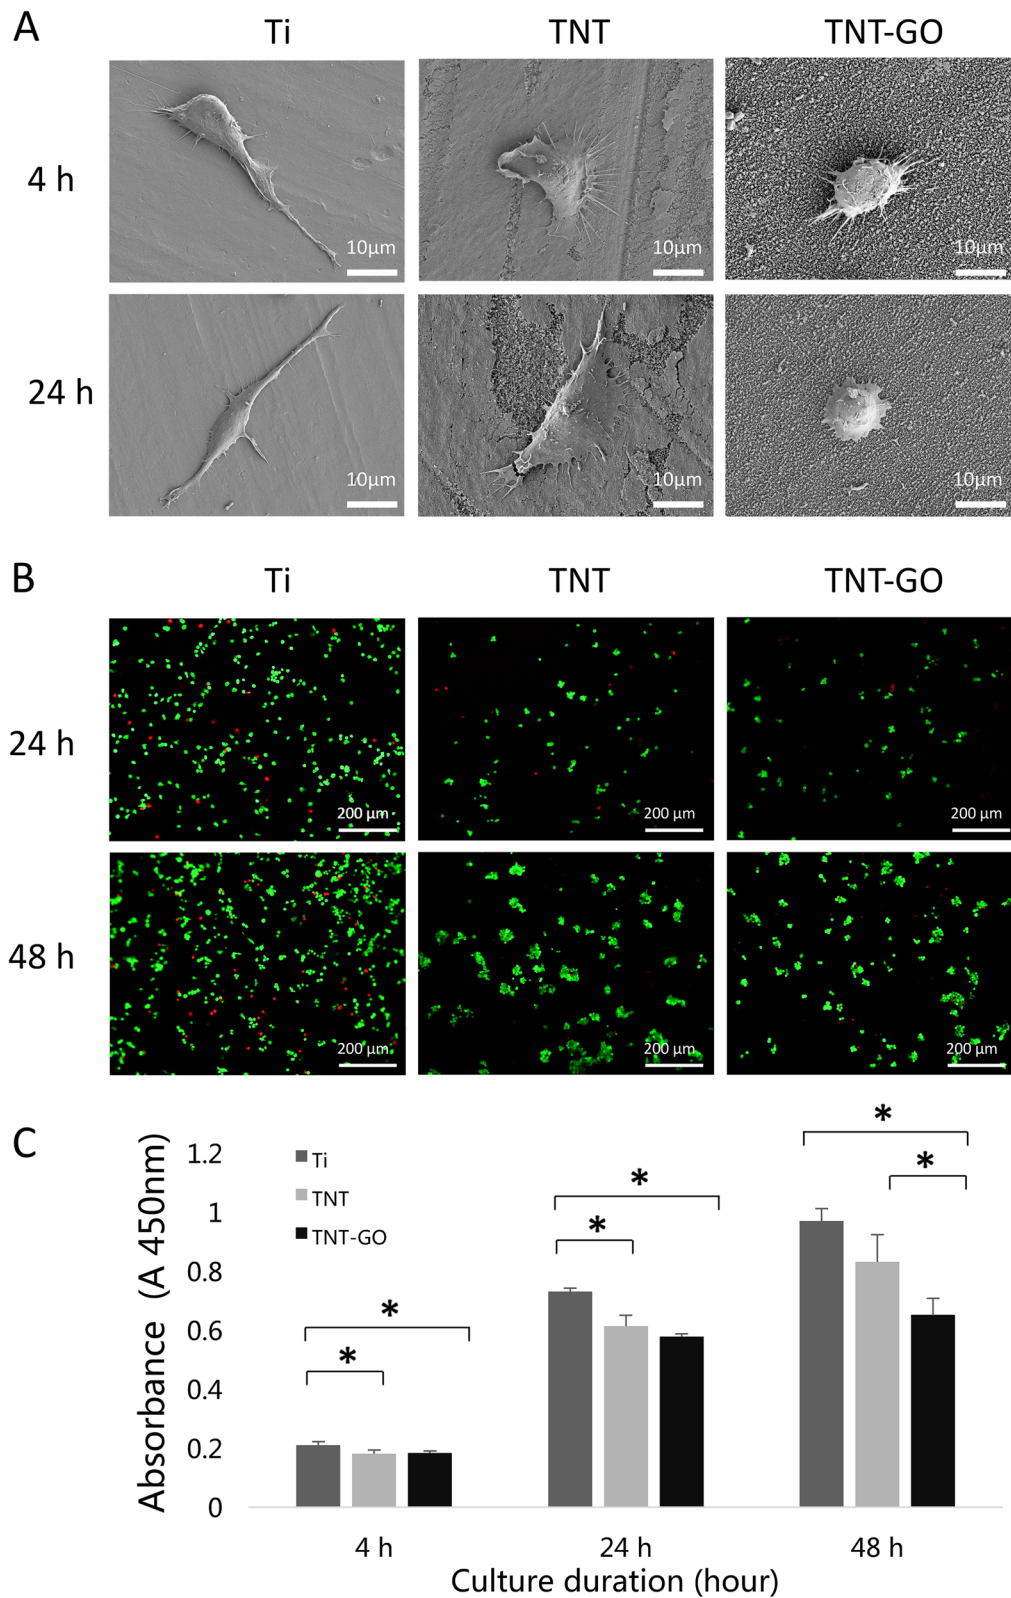 A
Ti TNT TNT-GO
4 h
10μm 10μm 10μm
24 h
10μm 10μm 10μm
B
Ti TNT TNT-GO
24 h
200 μm 200 μm 200 μm
48 h
200 μm 200 μm 200 μm
C
Absorbance (A 450nm)
1.2
1
0.8
0.6
0.4
0.2
0
Ti
TNT
TNT-GO
* *
* *
* *
4 h 24 h 48 h
Culture duration (hour)